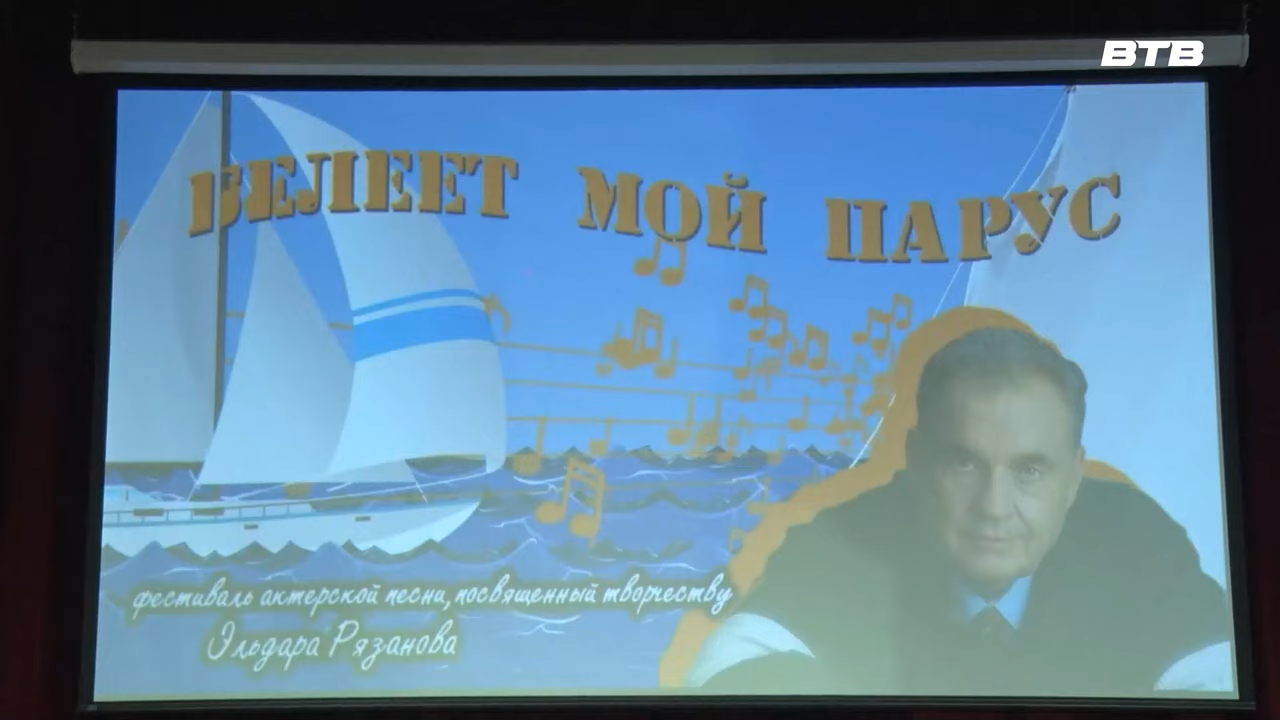 ВТВ
БЕЛЕЕТ МОЙ ПАРУС
фестиваль актерской песни, посвященный творчеству
Эльдара Рязанова